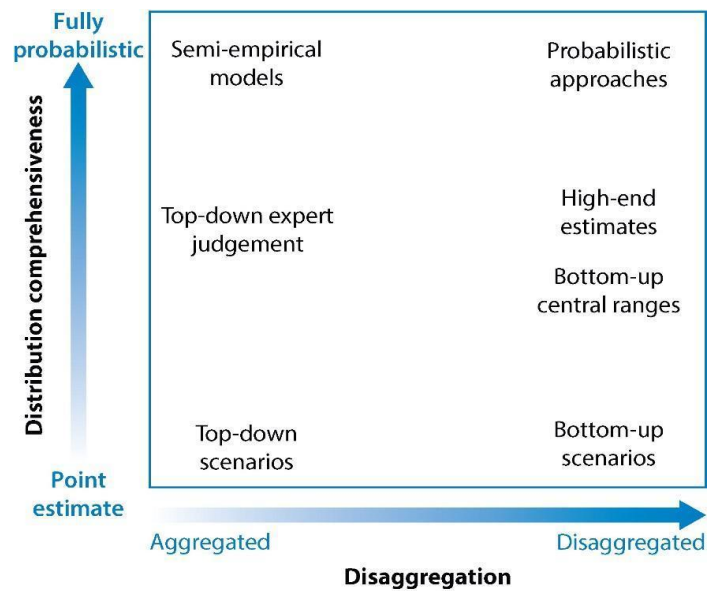 Fully
probabilistic
Distribution comprehensiveness
Point
estimate
Semi-empirical
models
Probabilistic
approaches
Top-down expert
judgement
High-end
estimates
Bottom-up
central ranges
Top-down
scenarios
Bottom-up
scenarios
Aggregated
Disaggregated
Disaggregation